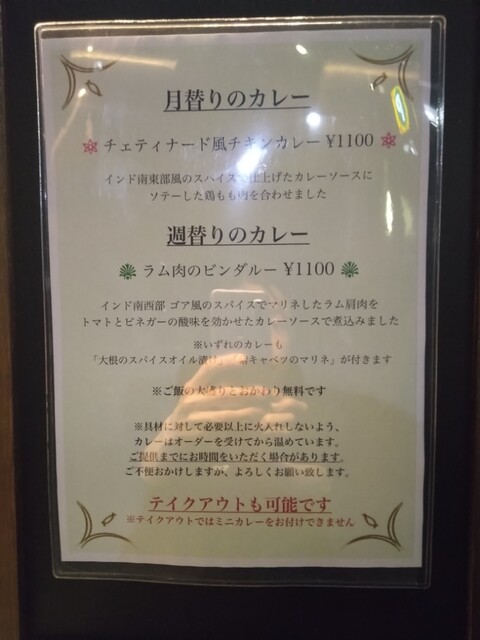 月替りのカレー
チェティナード風チキンカレー ¥1100
インド南東部風のスパイスで仕上げたカレーソースに
ソテーした鶏もも肉を合わせました
週替りのカレー
ラム肉のビンダルー ¥1100
インド南西部 ゴア風のスパイスでマリネしたラム肩肉を
トマトとビネガーの酸味を効かせたカレーソースで煮込みました
※いずれのカレーも
「大根のスパイスオイル漬け」「紫キャベツのマリネ」が付きます
※ご飯の大盛りとおかわり無料です
※具材に対して必要以上に火入れしないよう、
カレーはオーダーを受けてから温めています。
ご提供までにお時間をいただく場合があります。
ご不便おかけしますが、よろしくお願い致します。
テイクアウトも可能です
※テイクアウトではミニカレーをお付けできません